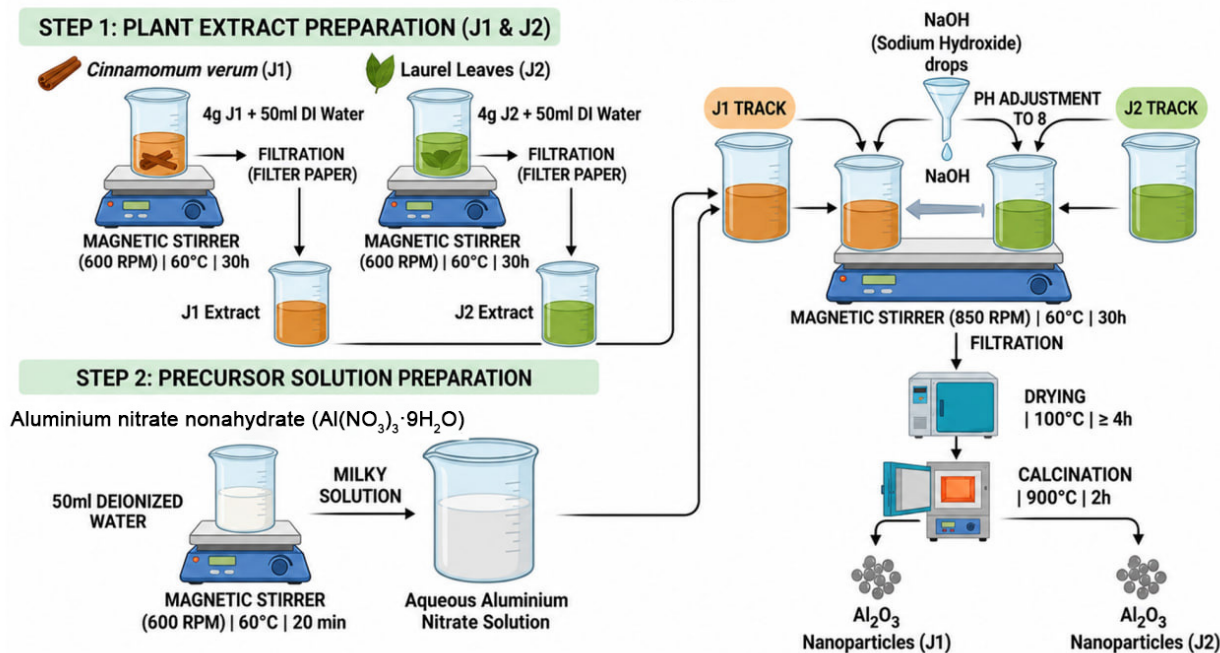 STEP 1: PLANT EXTRACT PREPARATION (J1 & J2)
Cinnamomum verum (J1)
4g J1 + 50ml DI Water
FILTRATION
(FILTER PAPER)
MAGNETIC STIRRER
(600 RPM) | 60°C | 30h
J1 Extract
Laurel Leaves (J2)
4g J2 + 50ml DI Water
FILTRATION
(FILTER PAPER)
MAGNETIC STIRRER
(600 RPM) | 60°C | 30h
J2 Extract
STEP 2: PRECURSOR SOLUTION PREPARATION
Aluminium nitrate nonahydrate (Al(NO₃)₃·9H₂O)
50ml DEIONIZED
WATER
MILKY
SOLUTION
MAGNETIC STIRRER
(600 RPM) | 60°C | 20 min
Aqueous Aluminium
Nitrate Solution
NaOH
(Sodium Hydroxide)
drops
J1 TRACK
PH ADJUSTMENT
TO 8
J2 TRACK
NaOH
MAGNETIC STIRRER (850 RPM) | 60°C | 30h
FILTRATION
DRYING
| 100°C | ≥ 4h
CALCINATION
| 900°C | 2h
Al₂O₃
Nanoparticles (J1)
Al₂O₃
Nanoparticles (J2)